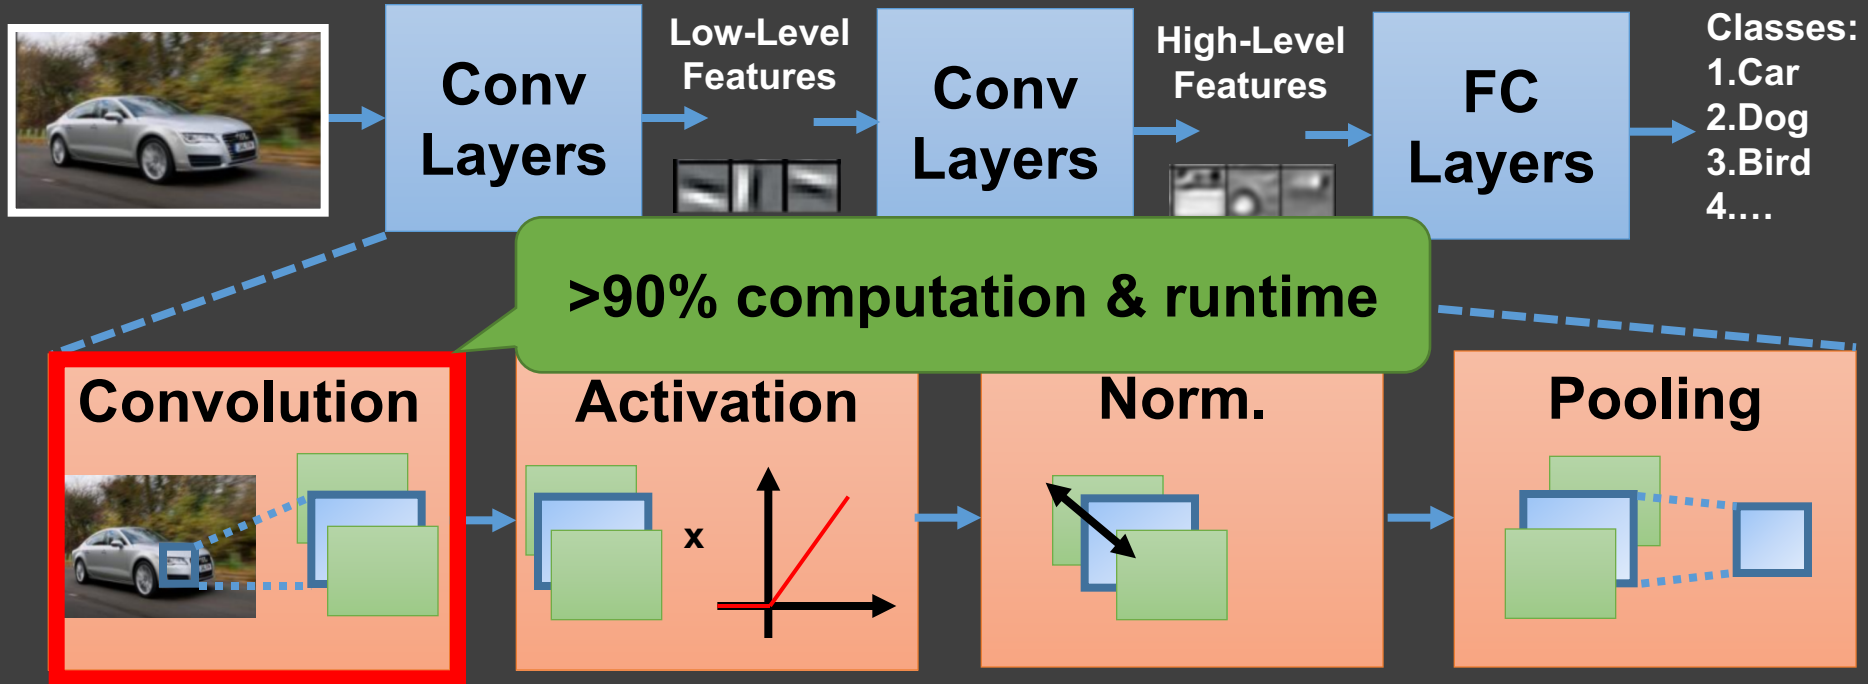 Conv
Layers
Low-Level
Features
Conv
Layers
High-Level
Features
FC
Layers
Classes:
1.Car
2.Dog
3.Bird
4.…
>90% computation & runtime
Convolution
Activation
x
Norm.
Pooling